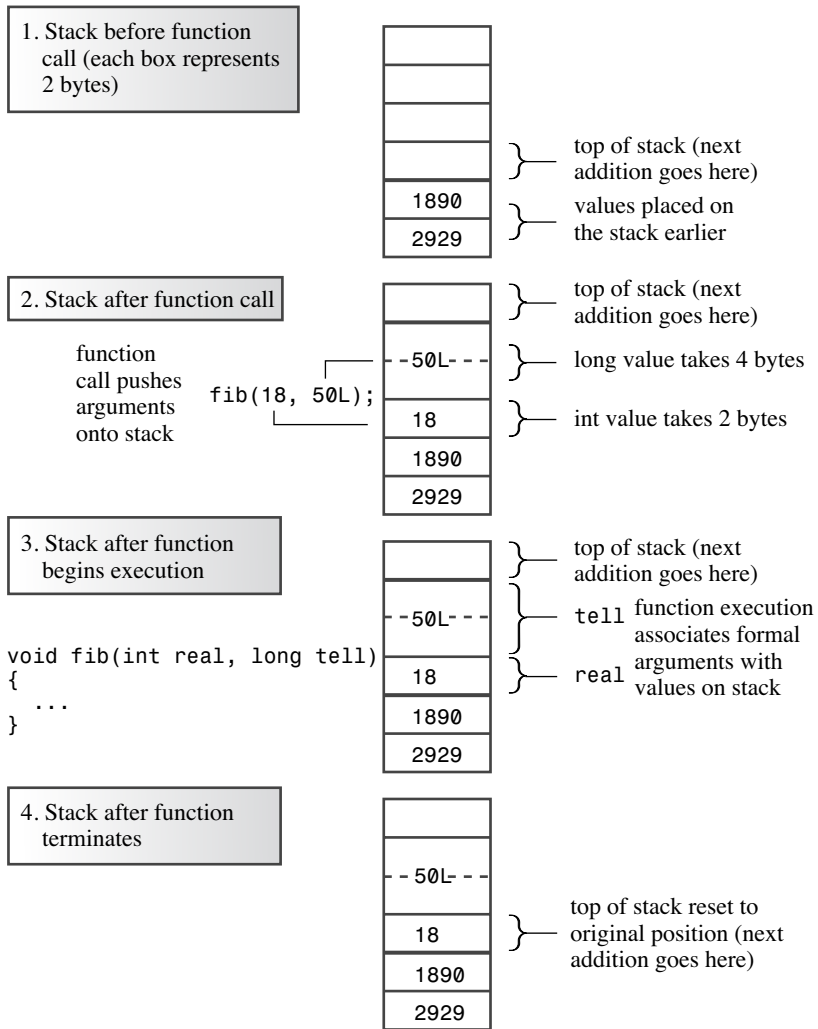 1. Stack before function
call (each box represents
2 bytes)
top of stack (next
addition goes here)
1890
2929
values placed on
the stack earlier
2. Stack after function call
top of stack (next
addition goes here)
function
call pushes
arguments
onto stack
fib(18, 50L);
50L
long value takes 4 bytes
18
int value takes 2 bytes
1890
2929
3. Stack after function
begins execution
top of stack (next
addition goes here)
void fib(int real, long tell)
{
...
}
50L
tell
18
real
function execution
associates formal
arguments with
values on stack
1890
2929
4. Stack after function
terminates
50L
18
top of stack reset to
original position (next
addition goes here)
1890
2929